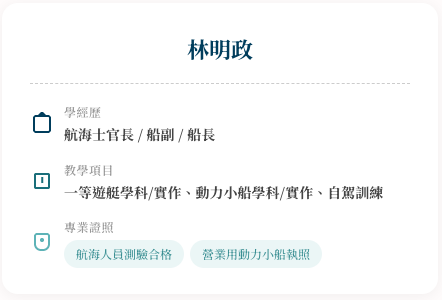 林明政
學經歷
航海士官長 / 船副 / 船長
教學項目
一等遊艇學科/實作、動力小船學科/實作、自駕訓練
專業證照
航海人員測驗合格 營業用動力小船執照